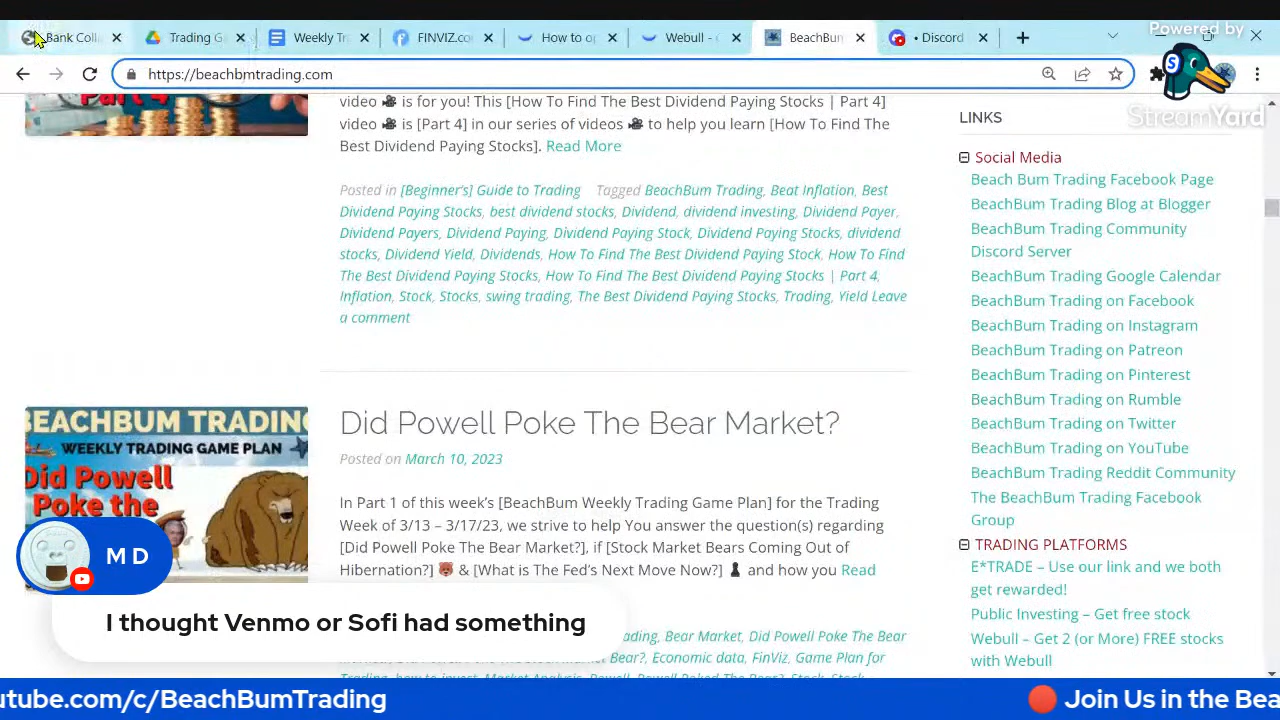 Bank Colla
Trading G
Weekly Tr
FINVIZ.co
How to o
Webull -
BeachBun
• Discord
Powered by
https://beachbmtrading.com
StreamYard
Part 4
video 🎥 is for you! This [How To Find The Best Dividend Paying Stocks | Part 4]
video 🎥 is [Part 4] in our series of videos 🎥 to help you learn [How To Find The
Best Dividend Paying Stocks]. Read More
Posted in [Beginner's] Guide to Trading Tagged BeachBum Trading, Beat Inflation, Best
Dividend Paying Stocks, best dividend stocks, Dividend, dividend investing, Dividend Payer,
Dividend Payers, Dividend Paying, Dividend Paying Stock, Dividend Paying Stocks, dividend
stocks, Dividend Yield, Dividends, How To Find The Best Dividend Paying Stock, How To Find
The Best Dividend Paying Stocks, How To Find The Best Dividend Paying Stocks | Part 4,
Inflation, Stock, Stocks, swing trading, The Best Dividend Paying Stocks, Trading, Yield Leave
a comment
BEACHBUM TRADING
WEEKLY TRADING GAME PLAN
Did Powell
Poke the
Did Powell Poke The Bear Market?
Posted on March 10, 2023
In Part 1 of this week's [BeachBum Weekly Trading Game Plan] for the Trading
Week of 3/13 – 3/17/23, we strive to help You answer the question(s) regarding
[Did Powell Poke The Bear Market?], if [Stock Market Bears Coming Out of
Hibernation?] 🐻 & [What is The Fed's Next Move Now?] ♟ and how you Read
ading, Bear Market, Did Powell Poke The Bear
Bear?, Economic data, FinViz, Game Plan for
LINKS
Social Media
Beach Bum Trading Facebook Page
BeachBum Trading Blog at Blogger
BeachBum Trading Community
Discord Server
BeachBum Trading Google Calendar
BeachBum Trading on Facebook
BeachBum Trading on Instagram
BeachBum Trading on Patreon
BeachBum Trading on Pinterest
BeachBum Trading on Rumble
BeachBum Trading on Twitter
BeachBum Trading on YouTube
BeachBum Trading Reddit Community
The BeachBum Trading Facebook
Group
TRADING PLATFORMS
E*TRADE – Use our link and we both
get rewarded!
Public Investing – Get free stock
Webull – Get 2 (or More) FREE stocks
with Webull
M D
I thought Venmo or Sofi had something
utube.com/c/BeachBumTrading
🔴 Join Us in the Bea